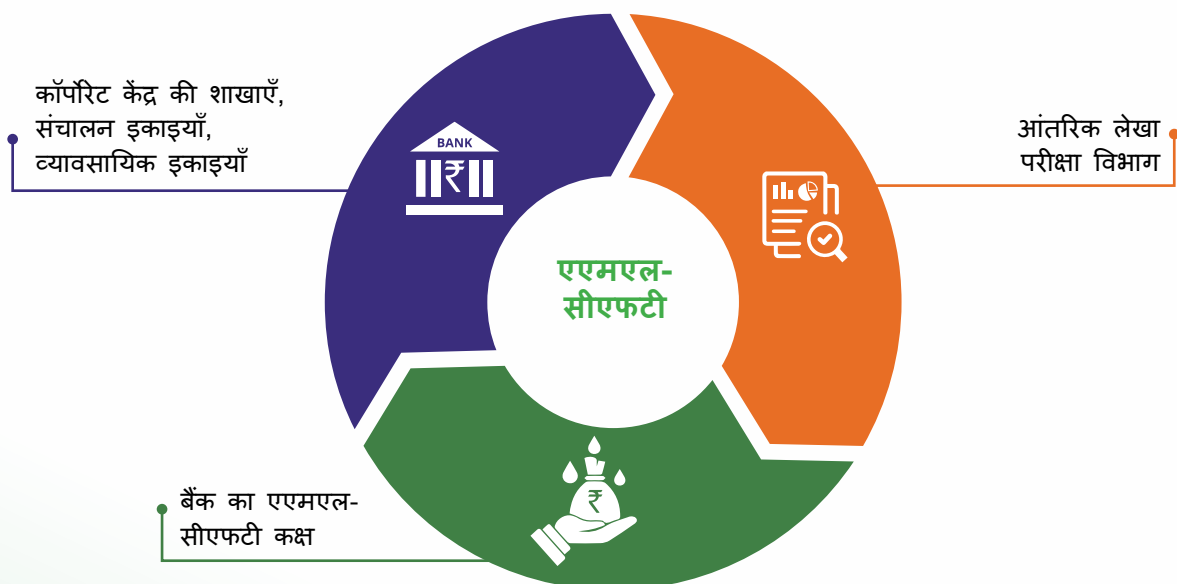 कॉर्पोरेट केंद्र की शाखाएँ,
संचालन इकाइयाँ,
व्यावसायिक इकाइयाँ
BANK
₹
आंतरिक लेखा
परीक्षा विभाग
एएमएल-
सीएफटी
बैंक का एएमएल-
सीएफटी कक्ष
₹